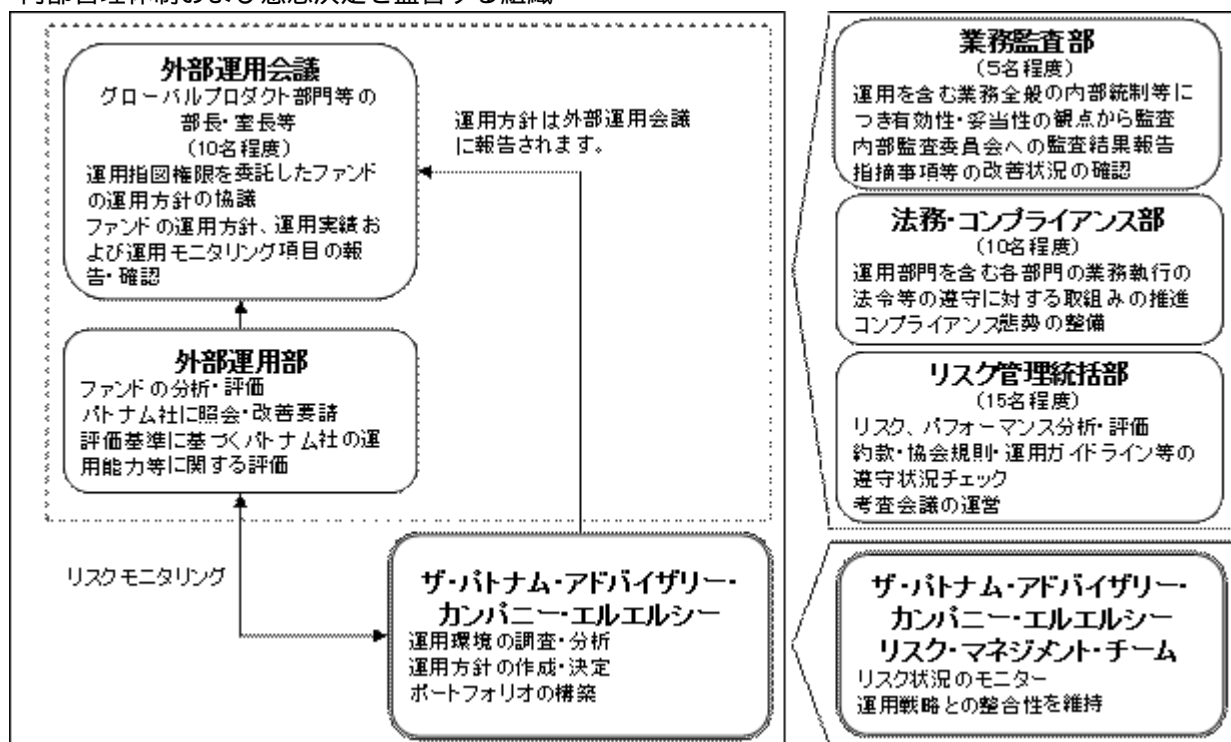 外部運用会議
グローバルプロダクト部門等の
部長・室長等
(10名程度)
運用指図権限を委託したファンド
の運用方針の協議
ファンドの運用方針、運用実績お
よび運用モニタリング項目の報
告・確認
運用方針は外部運用会議
に報告されます。
外部運用部
ファンドの分析・評価
パトナム社に照会・改善要請
評価基準に基づくパトナム社の運
用能力等に関する評価
リスクモニタリング
ザ・パトナム・アドバイザリー・
カンパニー・エルエルシー
運用環境の調査・分析
運用方針の作成・決定
ポートフォリオの構築
業務監査部
(5名程度)
運用を含む業務全般の内部統制等に
つき有効性・妥当性の観点から監査
内部監査委員会への監査結果報告
指摘事項等の改善状況の確認
法務・コンプライアンス部
(10名程度)
運用部門を含む各部門の業務執行の
法令等の遵守に対する取組みの推進
コンプライアンス態勢の整備
リスク管理統括部
(15名程度)
リスク、パフォーマンス分析・評価
約款・協会規則・運用ガイドライン等の
遵守状況チェック
考査会議の運営
ザ・パトナム・アドバイザリー・
カンパニー・エルエルシー
リスク・マネジメント・チーム
リスク状況のモニター
運用戦略との整合性を維持